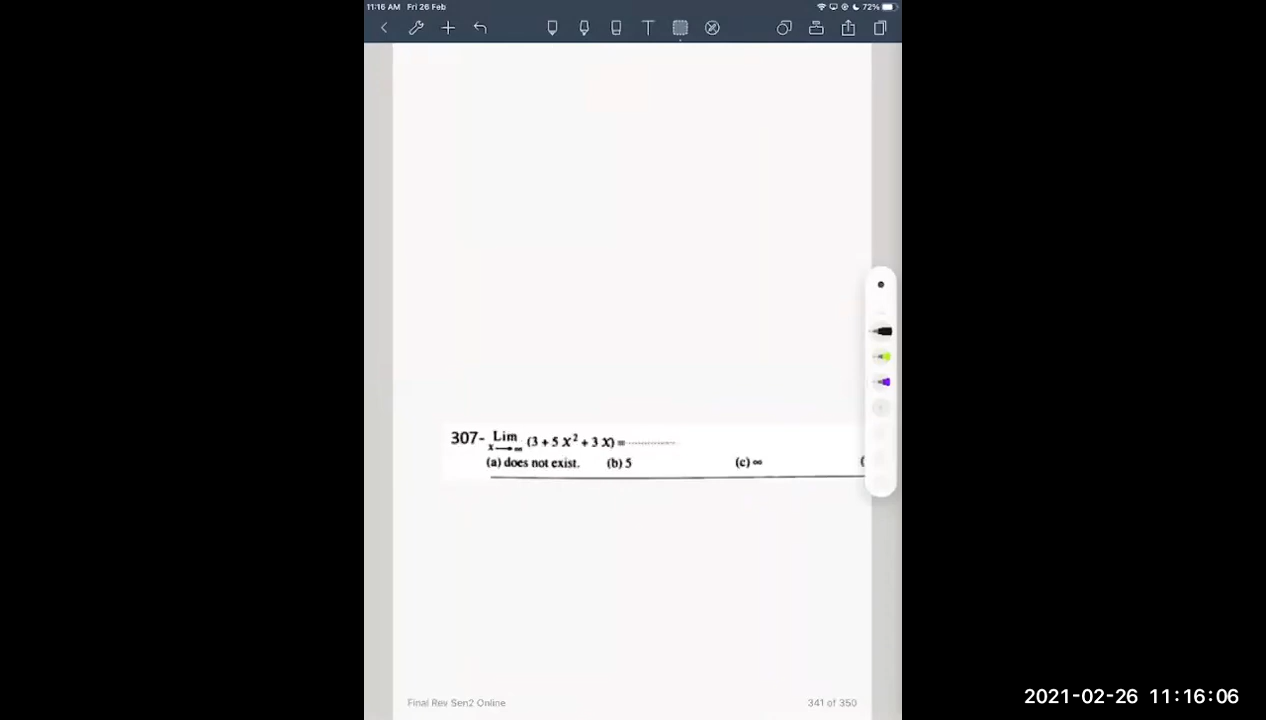 11:16 AM Fri 26 Feb
72%
307- Lim (3 + 5 x² + 3 x) = ............
x→∞
(a) does not exist. (b) 5 (c) ∞ (
Final Rev Sen2 Online
341 of 350
2021-02-26 11:16:06